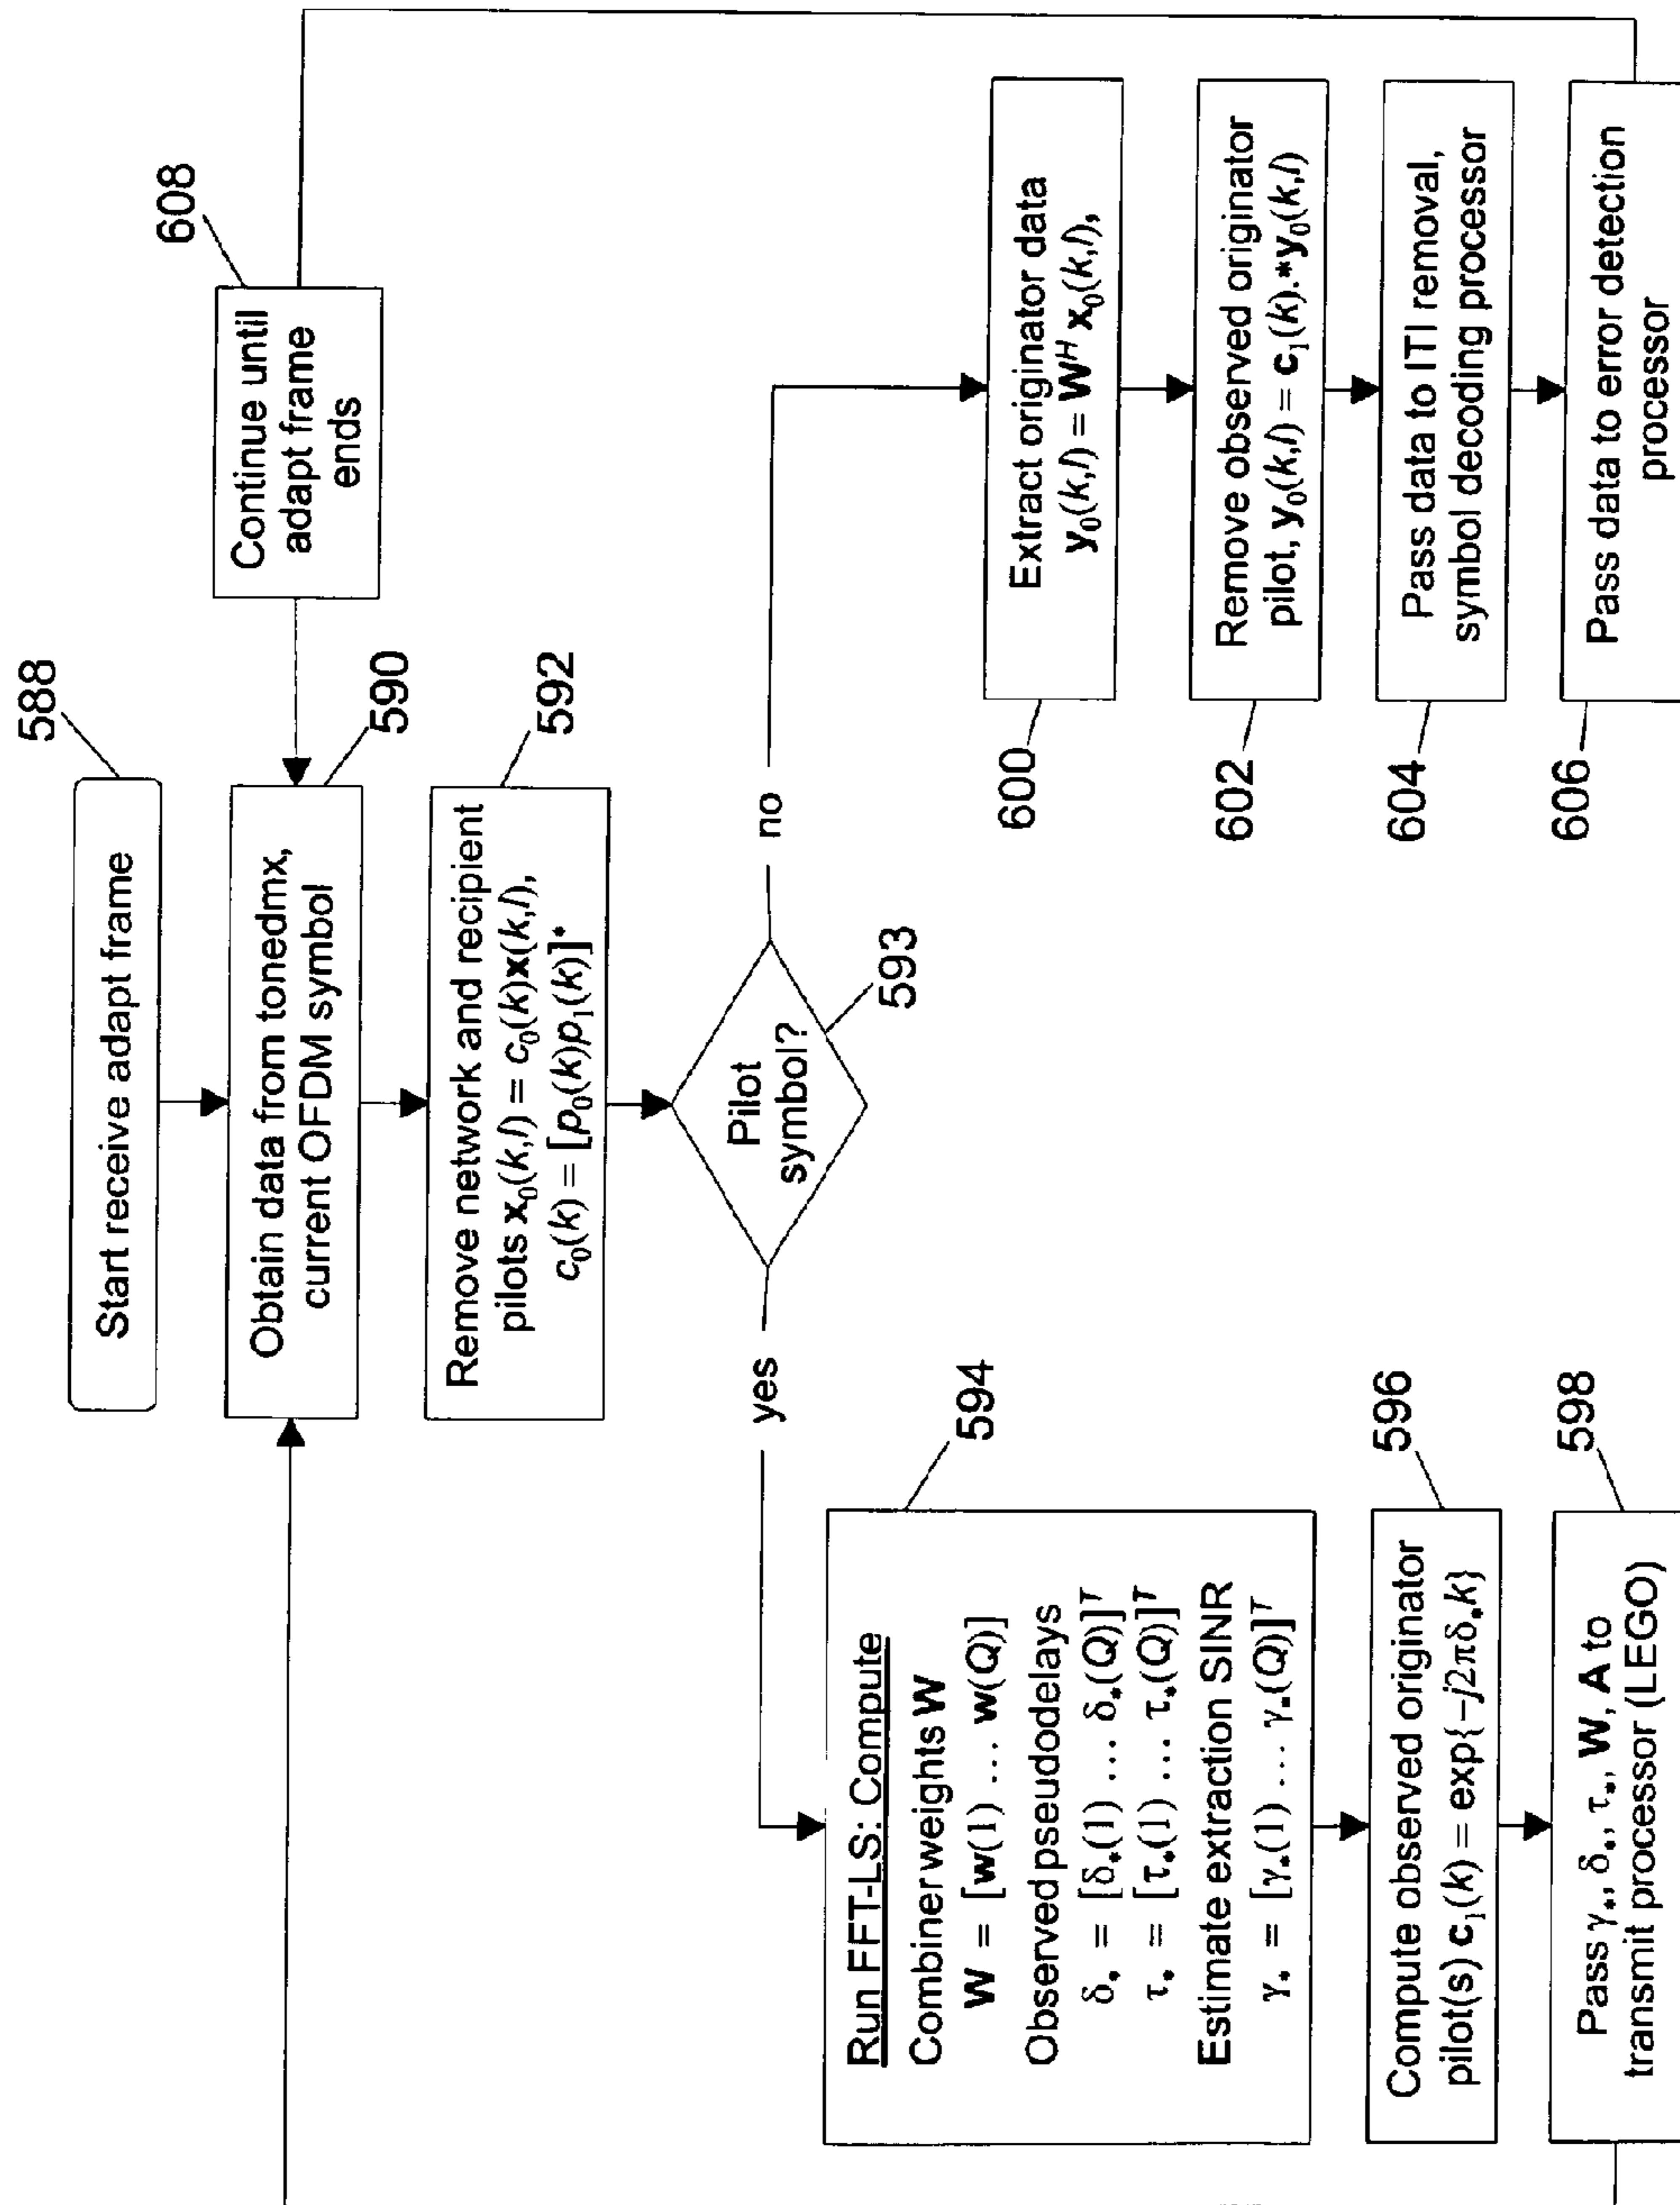 588
Start receive adapt frame
608
Continue until
adapt frame
ends
590
Obtain data from tonedmx,
current OFDM symbol
592
Remove network and recipient
pilots x₀(k,l) = c₀(k)x(k,l),
c₀(k) = [p₀(k)p₁(k)]*
Pilot
symbol?
593
yes
no
594
Run FFT-LS: Compute
Combiner weights W
W = [w(1) … w(Q)]
Observed pseudodelays
δ* = [δ*(1) … δ*(Q)]ᵀ
τ* = [τ*(1) … τ*(Q)]ᵀ
Estimate extraction SINR
γ* = [γ*(1) … γ*(Q)]ᵀ
596
Compute observed originator
pilot(s) c₁(k) = exp{-j2πδ*k}
598
Pass γ*, δ*, τ*, W, A to
transmit processor (LEGO)
600
Extract originator data
y₀(k,l) = Wᴴ x₀(k,l),
602
Remove observed originator
pilot, y₀(k,l) = c₁(k).*y₀(k,l)
604
Pass data to ITI removal,
symbol decoding processor
606
Pass data to error detection
processor